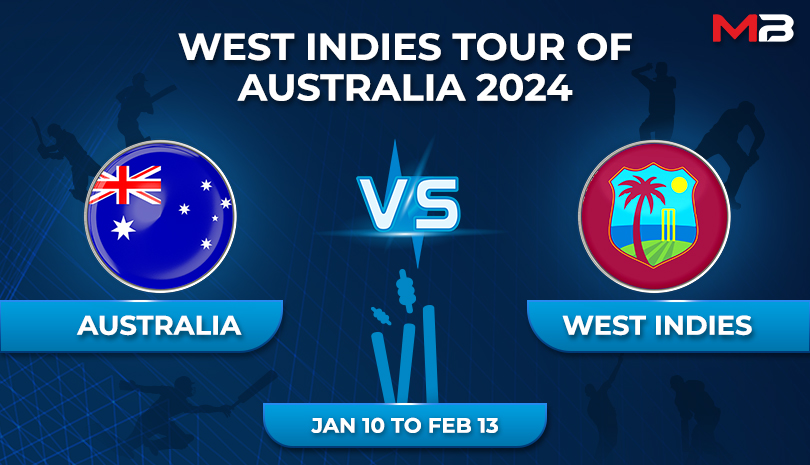 MB
WEST INDIES TOUR OF
AUSTRALIA 2024
VS
AUSTRALIA
WEST INDIES
JAN 10 TO FEB 13